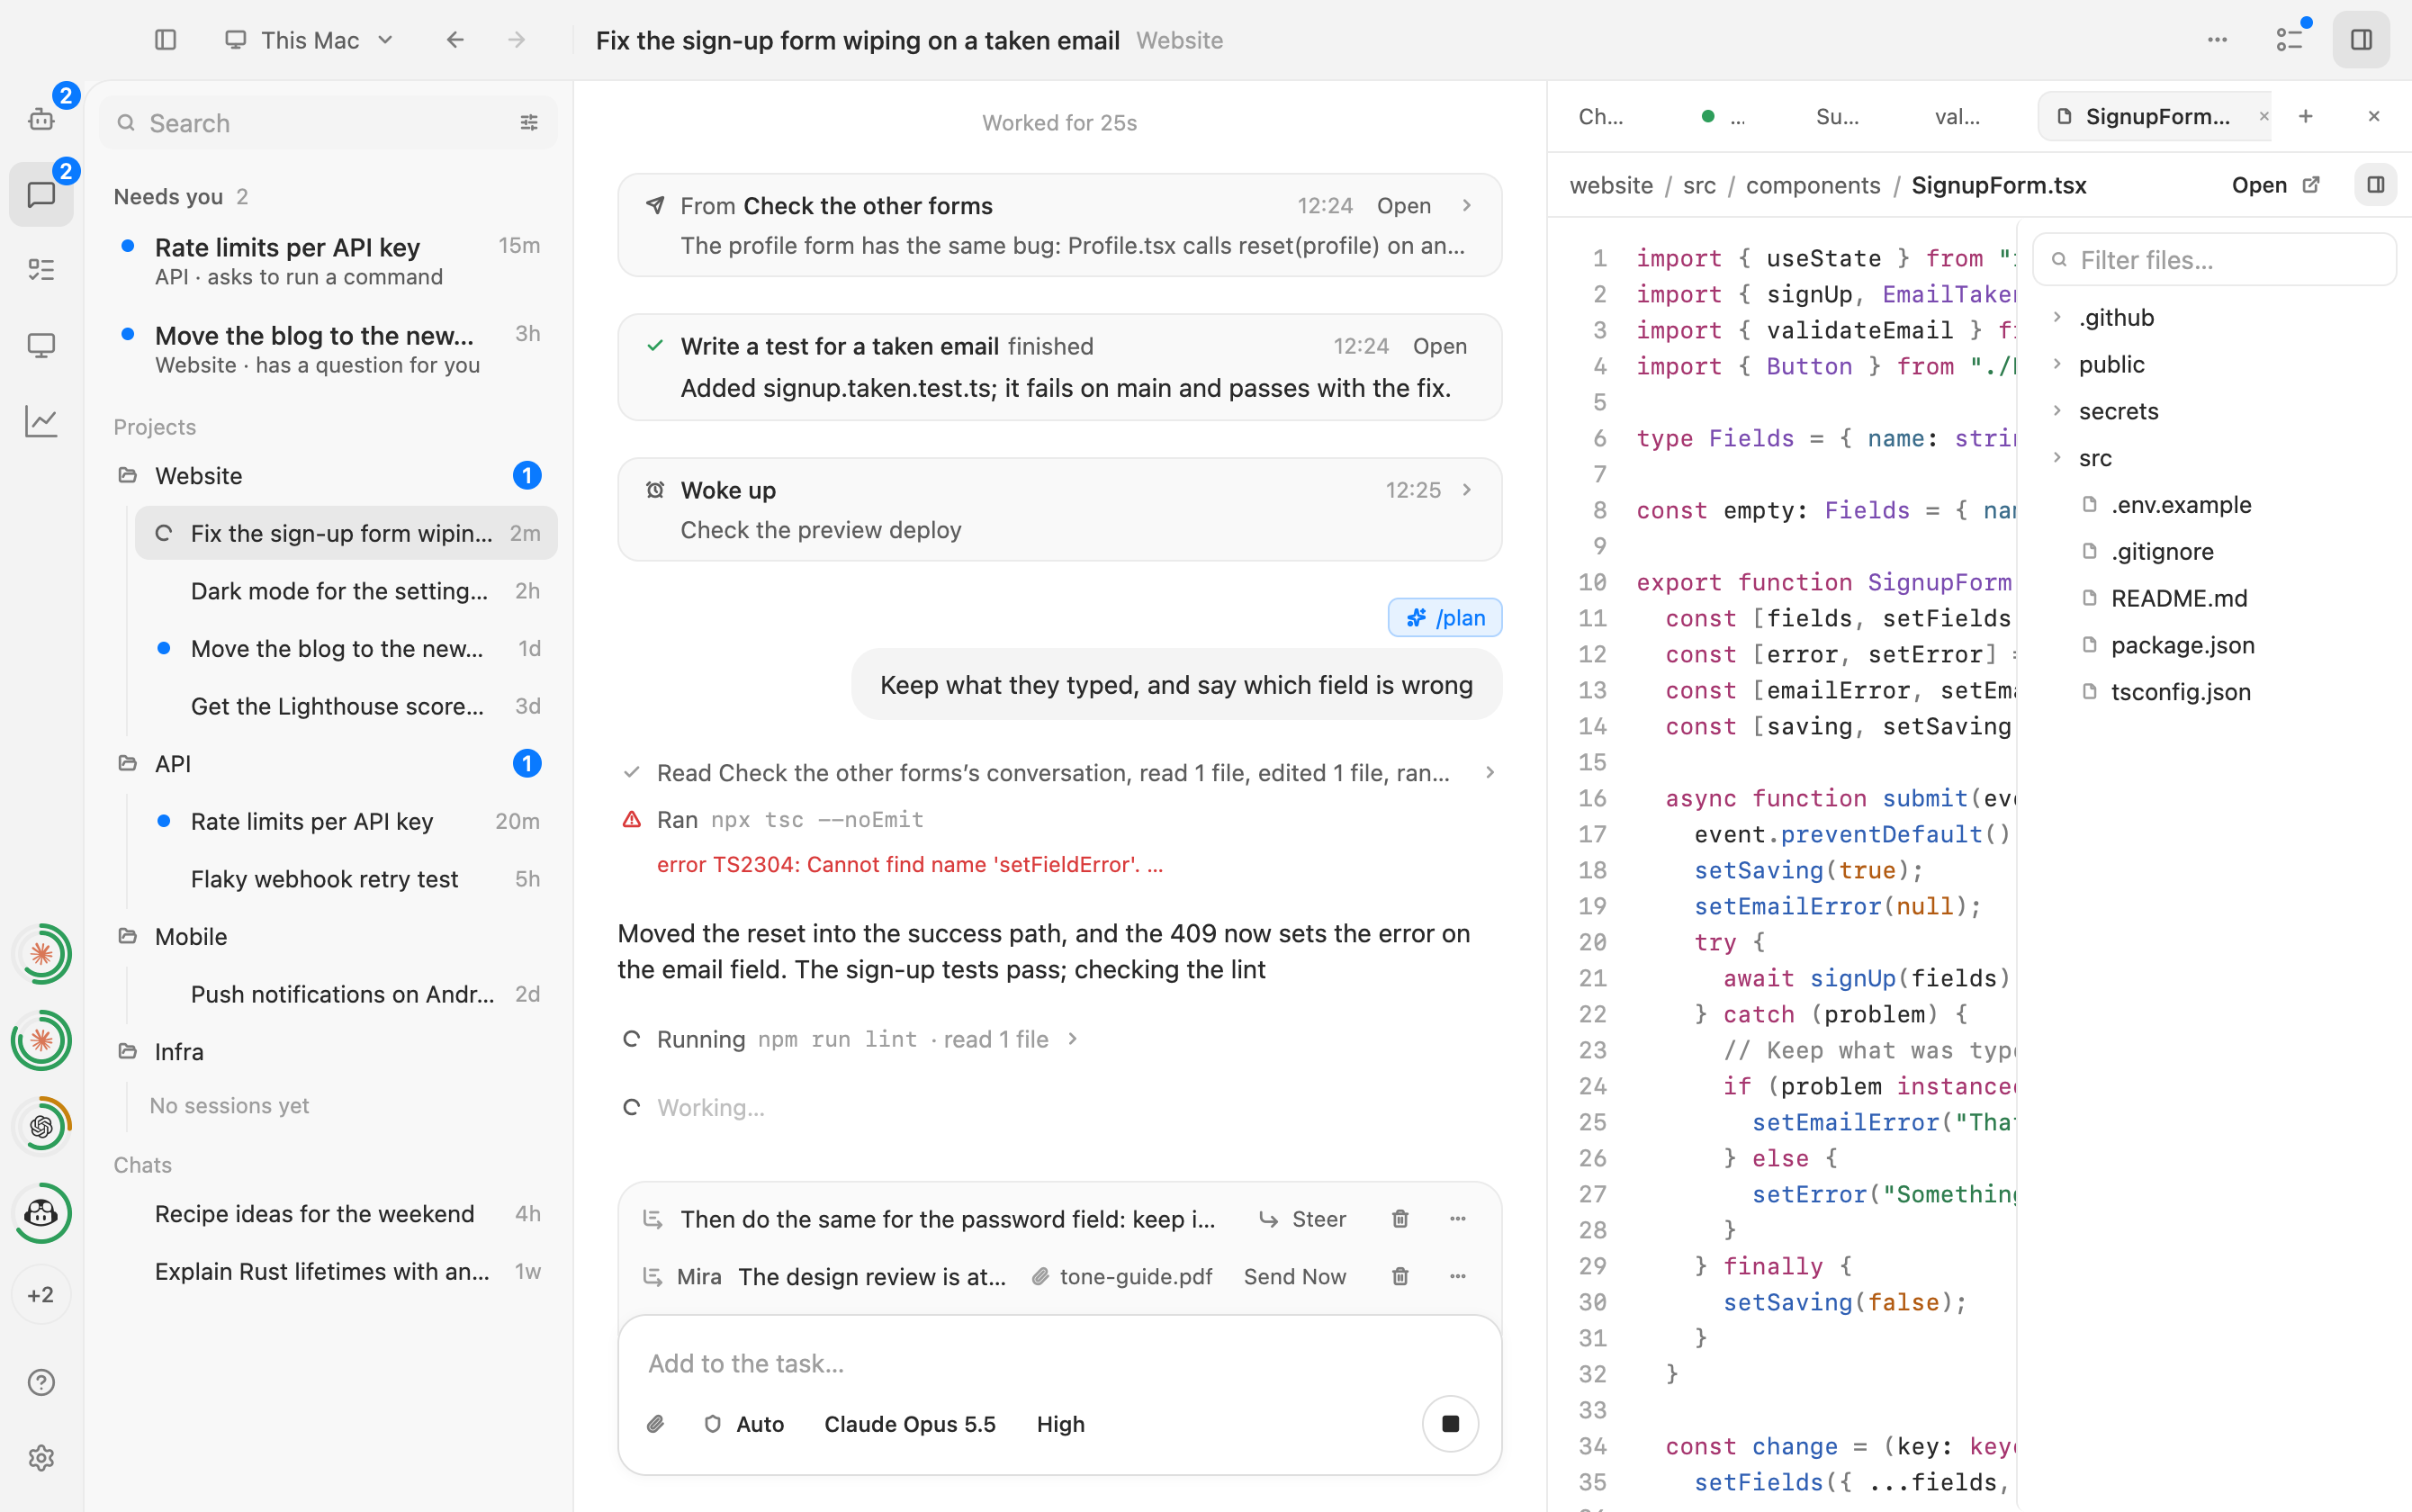 This Mac
Fix the sign-up form wiping on a taken email Website
2
2
Search
Needs you 2
Rate limits per API key 15m
API · asks to run a command
Move the blog to the new... 3h
Website · has a question for you
Projects
Website 1
Fix the sign-up form wipin... 2m
Dark mode for the setting... 2h
Move the blog to the new... 1d
Get the Lighthouse score... 3d
API 1
Rate limits per API key 20m
Flaky webhook retry test 5h
Mobile
Push notifications on Andr... 2d
Infra
No sessions yet
Chats
Recipe ideas for the weekend 4h
Explain Rust lifetimes with an... 1w
+2
Worked for 25s
From Check the other forms 12:24 Open
The profile form has the same bug: Profile.tsx calls reset(profile) on an...
Write a test for a taken email finished 12:24 Open
Added signup.taken.test.ts; it fails on main and passes with the fix.
Woke up 12:25
Check the preview deploy
/plan
Keep what they typed, and say which field is wrong
Read Check the other forms’s conversation, read 1 file, edited 1 file, ran...
Ran npx tsc --noEmit
error TS2304: Cannot find name 'setFieldError'. ...
Moved the reset into the success path, and the 409 now sets the error on
the email field. The sign-up tests pass; checking the lint
Running npm run lint · read 1 file
Working...
Then do the same for the password field: keep i... Steer
Mira The design review is at... tone-guide.pdf Send Now
Add to the task...
Auto Claude Opus 5.5 High
Ch... ... Su... val... SignupForm...
website / src / components / SignupForm.tsx Open
1 import { useState } from "
2 import { signUp, EmailTaken
3 import { validateEmail } f
4 import { Button } from "./
5
6 type Fields = { name: stri
7
8 const empty: Fields = { na
9
10 export function SignupForm
11 const [fields, setFields
12 const [error, setError] =
13 const [emailError, setEm
14 const [saving, setSaving
15
16 async function submit(ev
17 event.preventDefault()
18 setSaving(true);
19 setEmailError(null);
20 try {
21 await signUp(fields)
22 } catch (problem) {
23 // Keep what was typ
24 if (problem instance
25 setEmailError("Tha
26 } else {
27 setError("Something
28 }
29 } finally {
30 setSaving(false);
31 }
32 }
33
34 const change = (key: key
35 setFields({ ...fields,
Filter files...
.github
public
secrets
src
.env.example
.gitignore
README.md
package.json
tsconfig.json